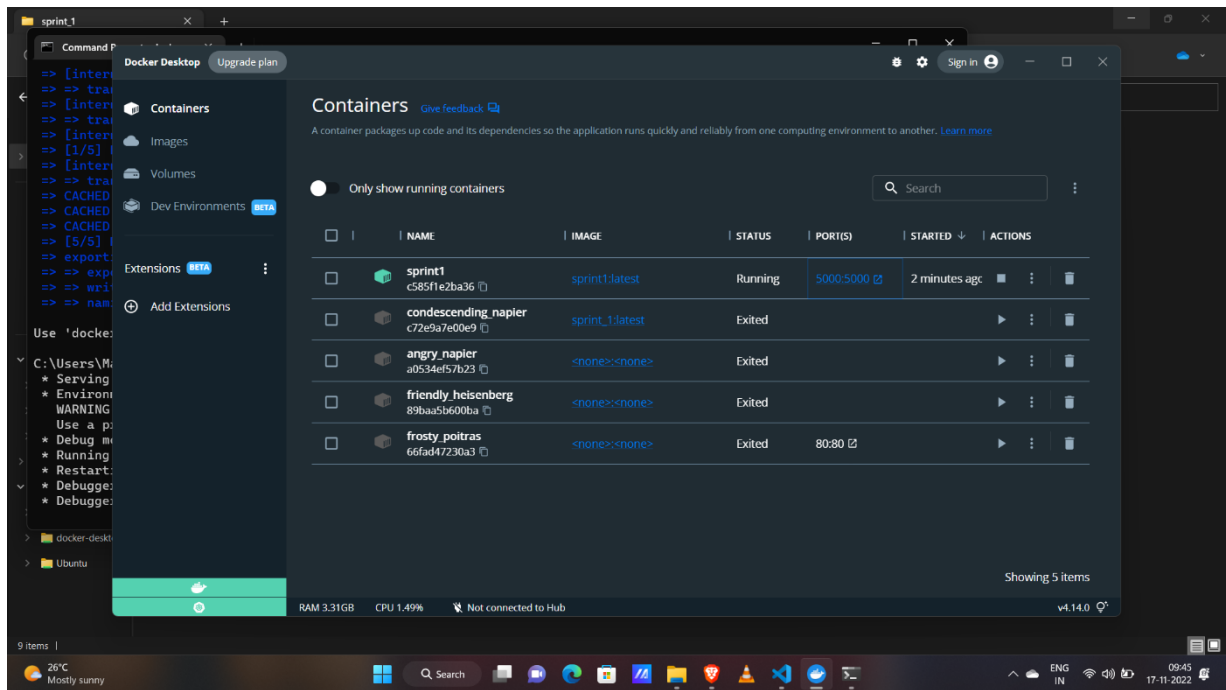 sprint_1
Command P
Docker Desktop
Upgrade plan
Sign in
=> [inter
=> => tra
=> [inter
=> => tra
=> [inter
=> [1/5]
=> [inter
=> => tra
=> CACHED
=> CACHED
=> CACHED
=> [5/5]
=> export
=> => expo
=> => writ
=> => nam
Use 'docke
C:\Users\Ma
* Serving
* Environm
WARNING
Use a p
* Debug mo
* Running
* Restart
* Debugge
* Debugge
docker-deskt
Ubuntu
Containers
Images
Volumes
Dev Environments BETA
Extensions BETA
Add Extensions
Containers Give feedback
A container packages up code and its dependencies so the application runs quickly and reliably from one computing environment to another. Learn more
Only show running containers
Search
NAME IMAGE STATUS PORT(S) STARTED ACTIONS
sprint1
c585f1e2ba36
sprint1:latest Running 5000:5000 2 minutes agc
condescending_napier
c72e9a7e00e9
sprint_1:latest Exited
angry_napier
a0534ef57b23
<none>:<none> Exited
friendly_heisenberg
89baa5b600ba
<none>:<none> Exited
frosty_poitras
66fad47230a3
<none>:<none> Exited 80:80
Showing 5 items
RAM 3.31GB CPU 1.49% Not connected to Hub v4.14.0
9 items
26°C
Mostly sunny
Search
ENG
IN
09:45
17-11-2022